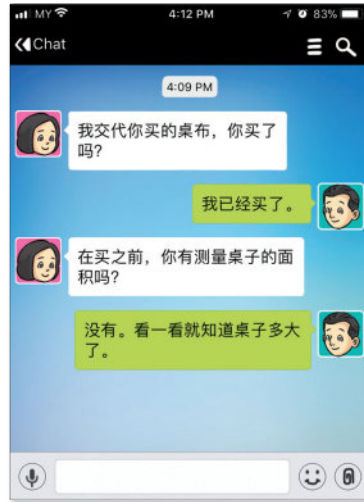 MY 4:12 PM 83%
Chat
4:09 PM
我交代你买的桌布，你买了
吗？
我已经买了。
在买之前，你有测量桌子的面
积吗？
没有。看一看就知道桌子多大
了。